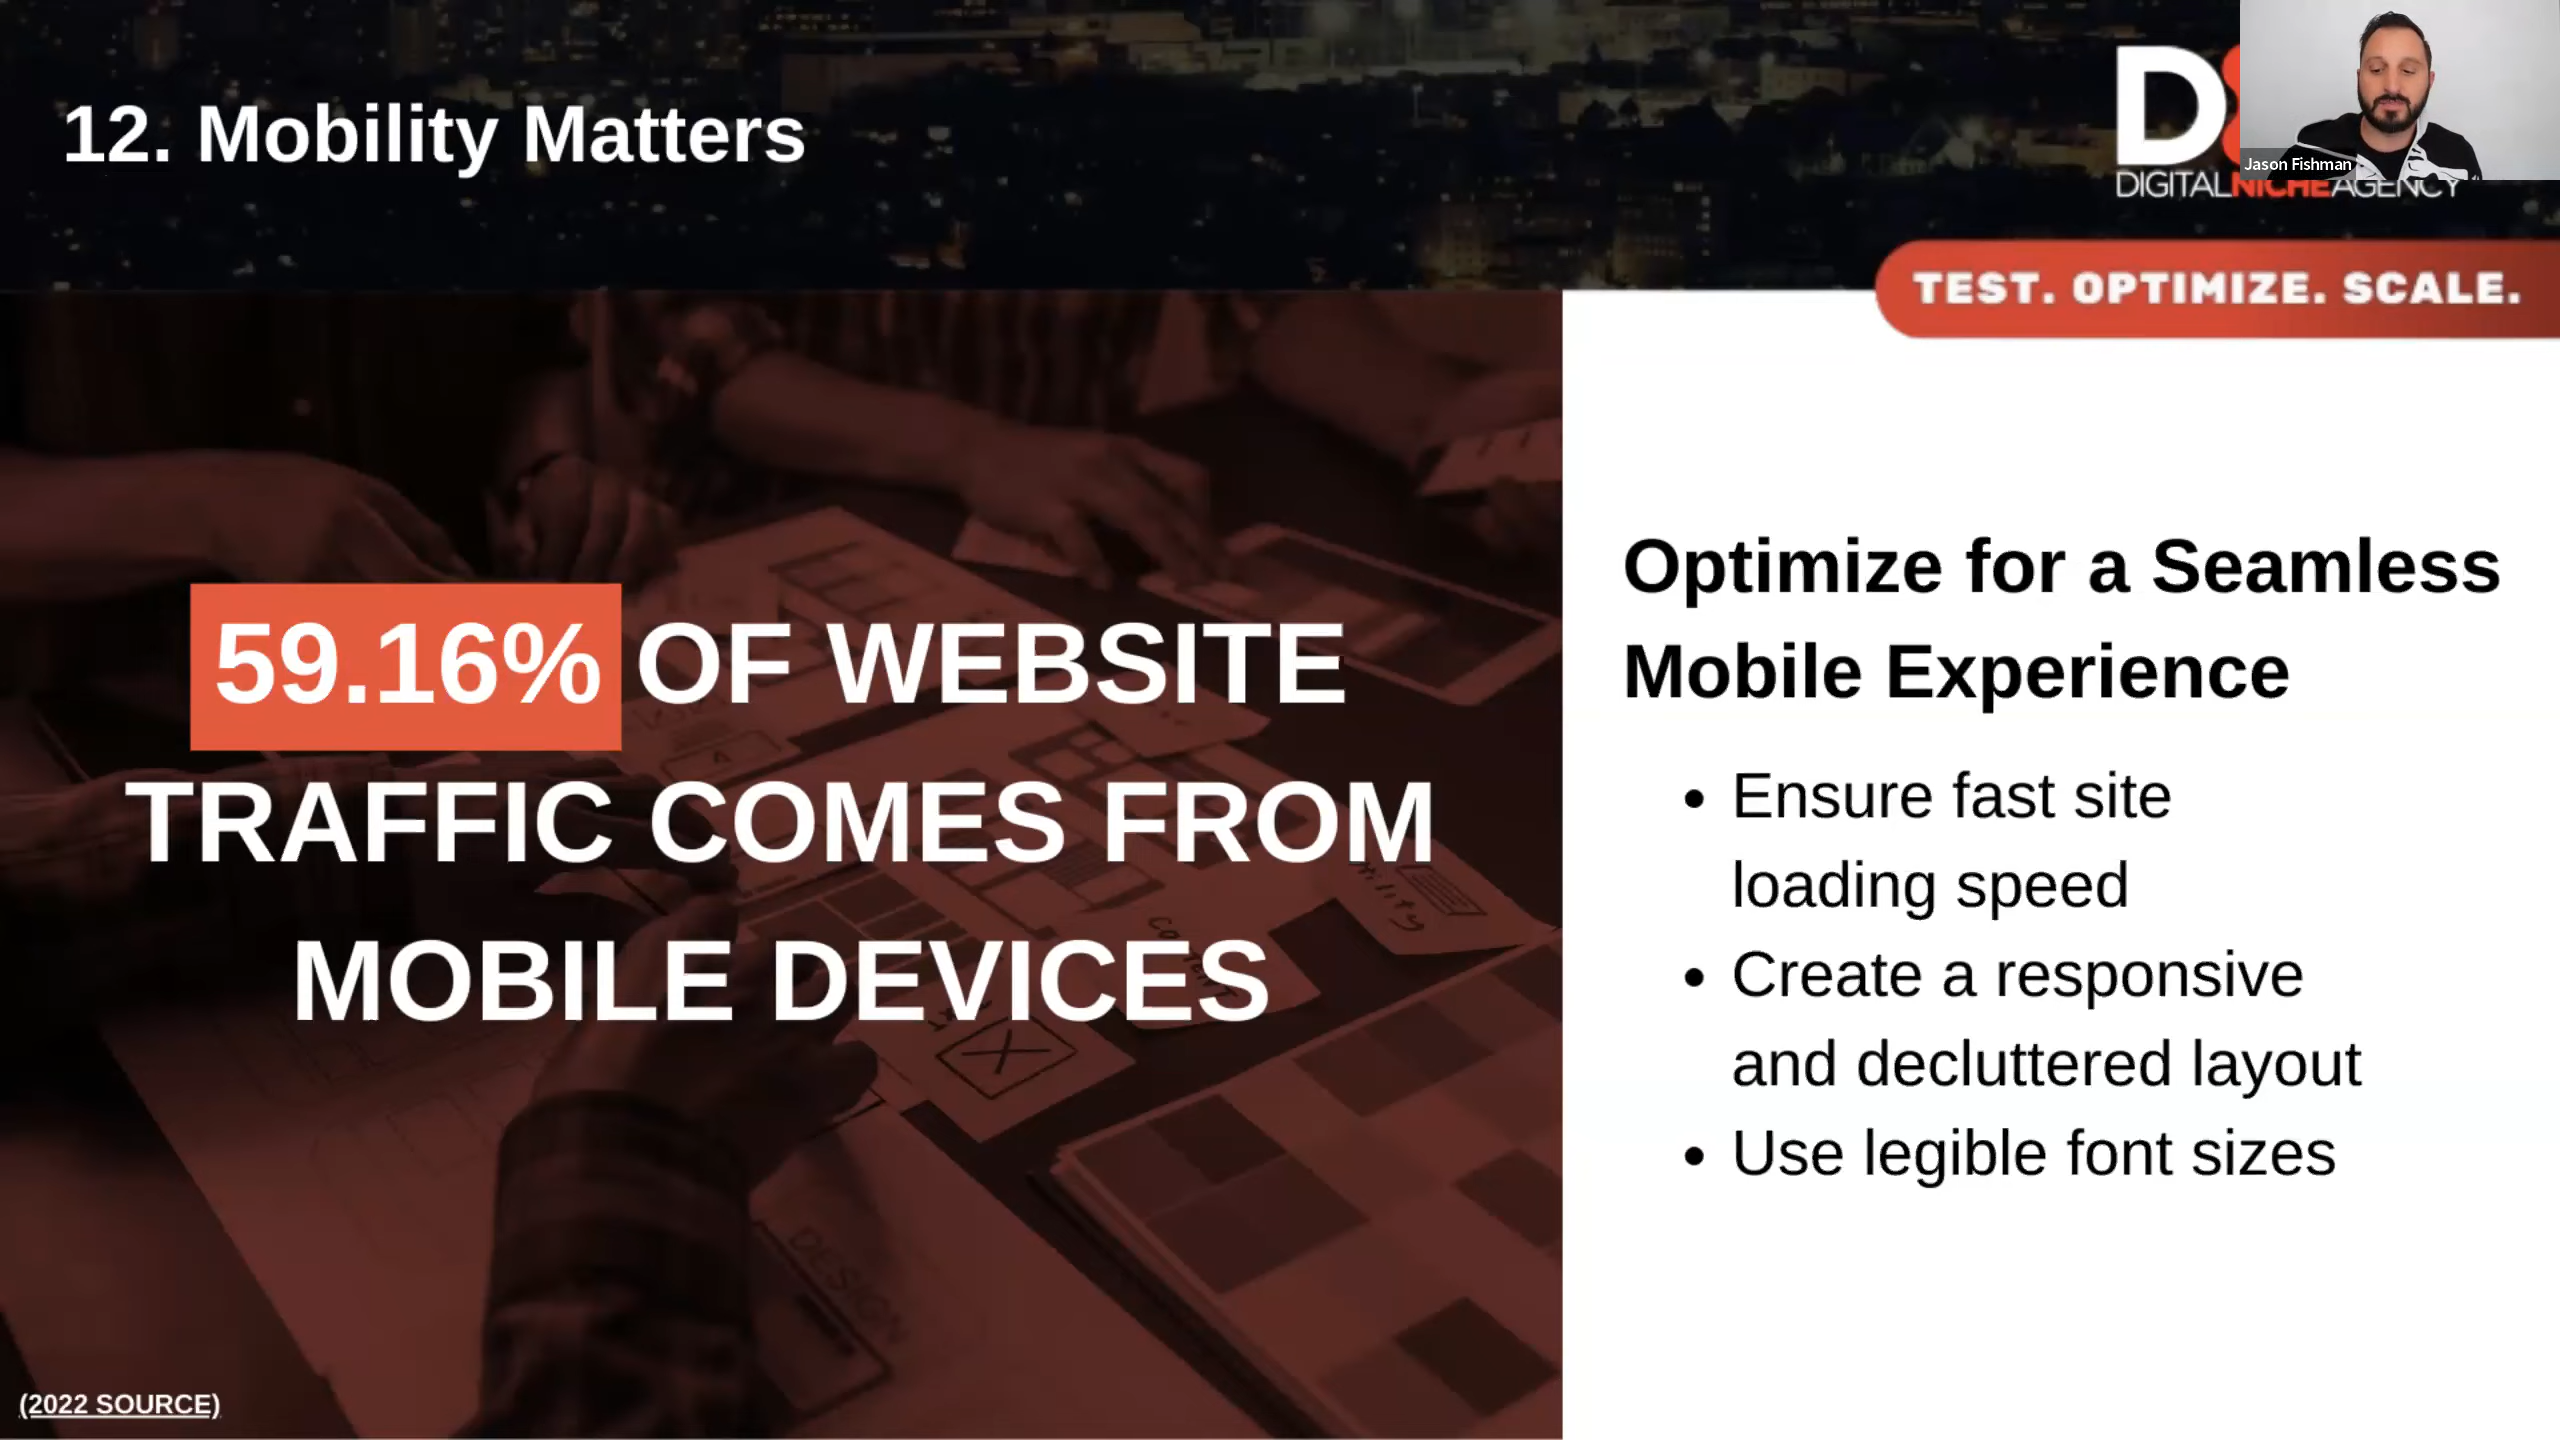 12. Mobility Matters
D
Jason Fishman
DIGITALNICHEAGENCY
TEST. OPTIMIZE. SCALE.
59.16% OF WEBSITE
TRAFFIC COMES FROM
MOBILE DEVICES
DESIGN
(2022 SOURCE)
Optimize for a Seamless
Mobile Experience
• Ensure fast site
loading speed
• Create a responsive
and decluttered layout
• Use legible font sizes